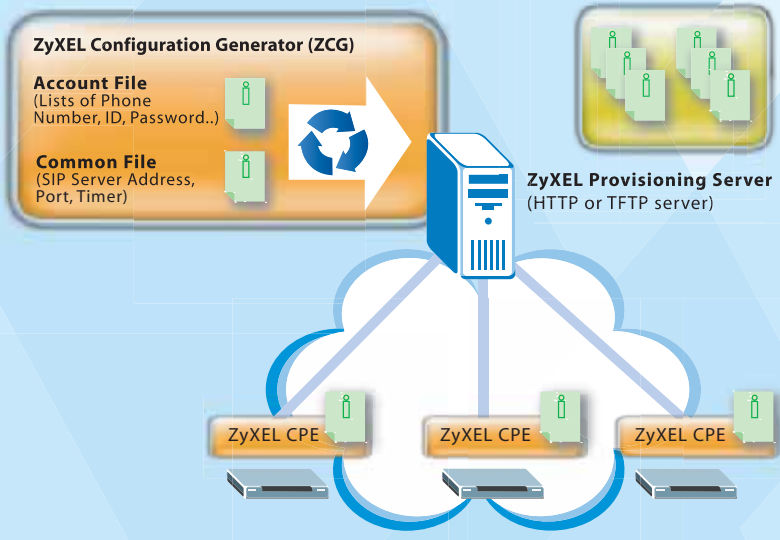 ZyXEL Configuration Generator (ZCG)
Account File
(Lists of Phone
Number, ID, Password..)
Common File
(SIP Server Address,
Port, Timer)
ZyXEL Provisioning Server
(HTTP or TFTP server)
ZyXEL CPE
ZyXEL CPE
ZyXEL CPE